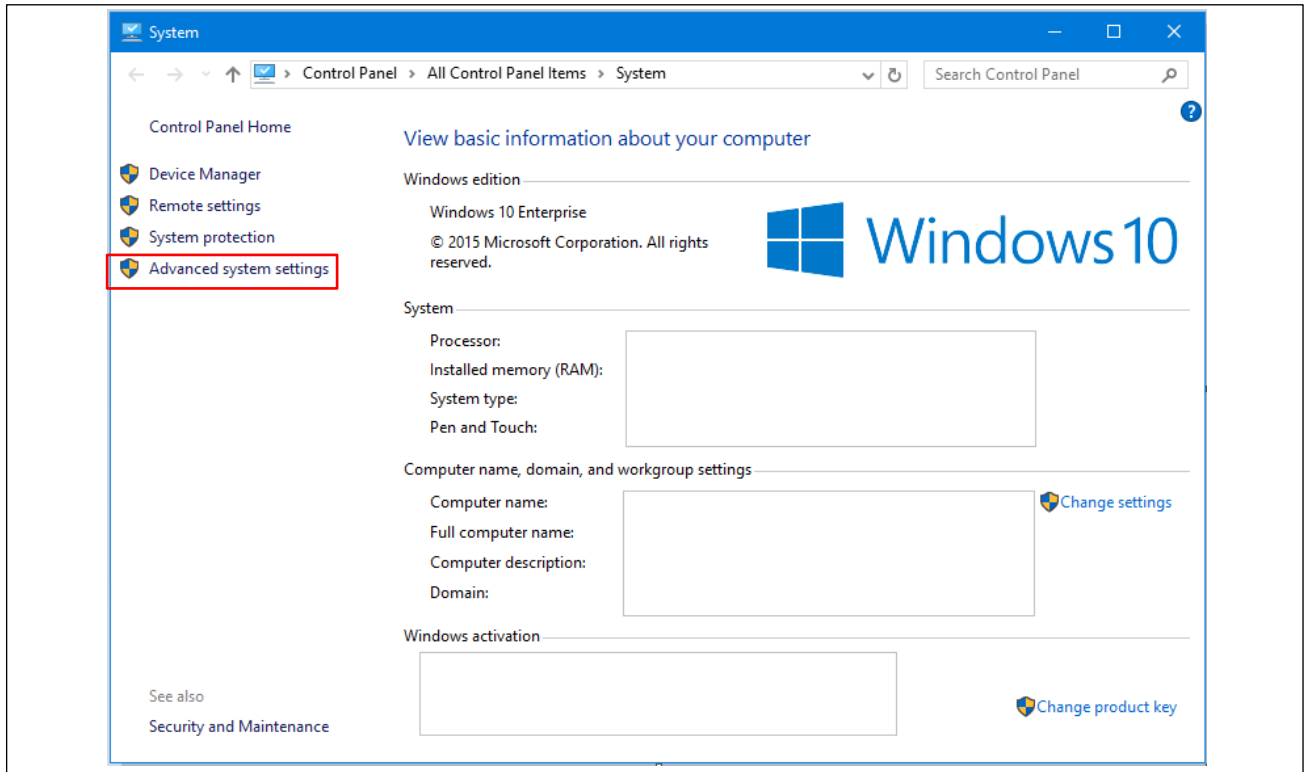 System
Control Panel > All Control Panel Items > System
Search Control Panel
?
Control Panel Home
Device Manager
Remote settings
System protection
Advanced system settings
See also
Security and Maintenance
View basic information about your computer
Windows edition
Windows 10 Enterprise
© 2015 Microsoft Corporation. All rights
reserved.
Windows 10
System
Processor:
Installed memory (RAM):
System type:
Pen and Touch:
Computer name, domain, and workgroup settings
Computer name:
Full computer name:
Computer description:
Domain:
Change settings
Windows activation
Change product key